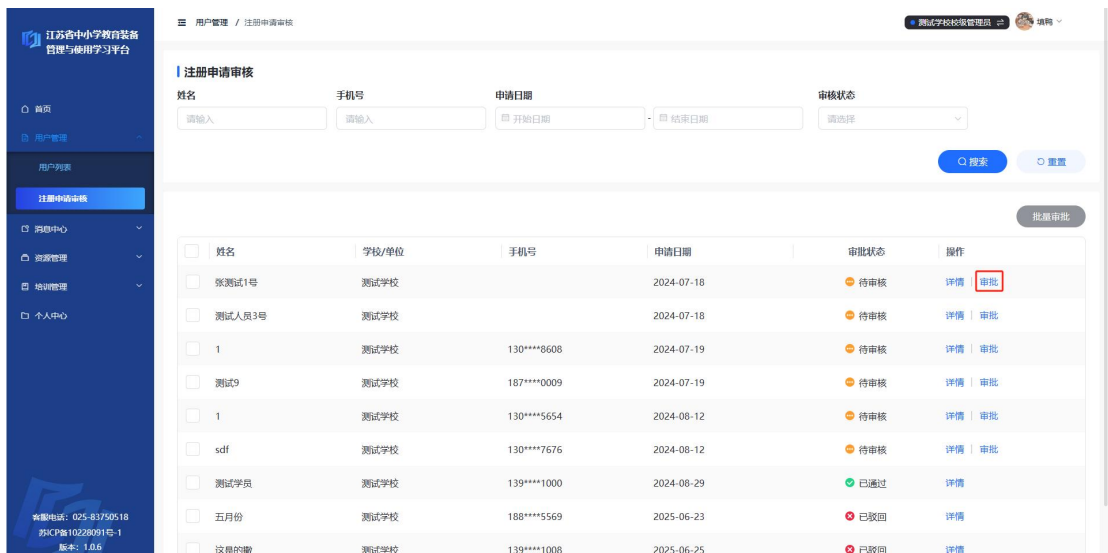 江苏省中小学教育装备
管理与使用学习平台
首页
用户管理
用户列表
注册申请审核
消息中心
资源管理
培训管理
个人中心
客服电话：025-83750518
苏ICP备10228091号-1
版本：1.0.6
用户管理 / 注册申请审核
测试学校校级管理员
填鸭
注册申请审核
姓名 手机号 申请日期 审核状态
请输入 请输入 开始日期 - 结束日期 请选择
搜索 重置
批量审批
姓名 学校/单位 手机号 申请日期 审批状态 操作
张测试1号 测试学校 2024-07-18 待审核 详情 审批
测试人员3号 测试学校 2024-07-18 待审核 详情 审批
1 测试学校 130****8608 2024-07-19 待审核 详情 审批
测试9 测试学校 187****0009 2024-07-19 待审核 详情 审批
1 测试学校 130****5654 2024-08-12 待审核 详情 审批
sdf 测试学校 130****7676 2024-08-12 待审核 详情 审批
测试学员 测试学校 139****1000 2024-08-29 已通过 详情
五月份 测试学校 188****5569 2025-06-23 已驳回 详情
这是的撒 测试学校 139****1008 2025-06-25 已驳回 详情